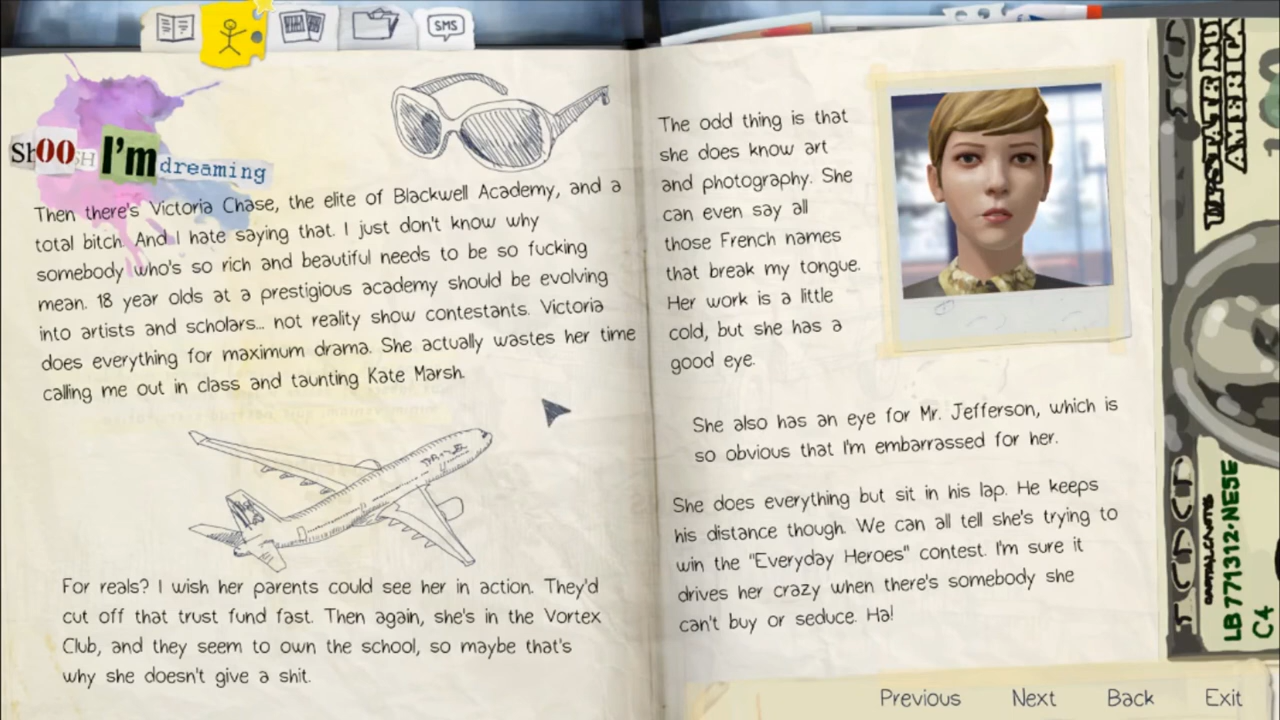 SMS
ShOOSH I'm dreaming
Then there's Victoria Chase, the elite of Blackwell Academy, and a
total bitch. And I hate saying that. I just don't know why
somebody who's so rich and beautiful needs to be so fucking
mean. 18 year olds at a prestigious academy should be evolving
into artists and scholars... not reality show contestants. Victoria
does everything for maximum drama. She actually wastes her time
calling me out in class and taunting Kate Marsh.
For reals? I wish her parents could see her in action. They'd
cut off that trust fund fast. Then again, she's in the Vortex
Club, and they seem to own the school, so maybe that's
why she doesn't give a shit.
The odd thing is that
she does know art
and photography. She
can even say all
those French names
that break my tongue.
Her work is a little
cold, but she has a
good eye.
She also has an eye for Mr. Jefferson, which is
so obvious that I'm embarrassed for her.
She does everything but sit in his lap. He keeps
his distance though. We can all tell she's trying to
win the "Everyday Heroes" contest. I'm sure it
drives her crazy when there's somebody she
can't buy or seduce. Ha!
AMERICA
LB7771312-NE5E
C4
Previous Next Back Exit